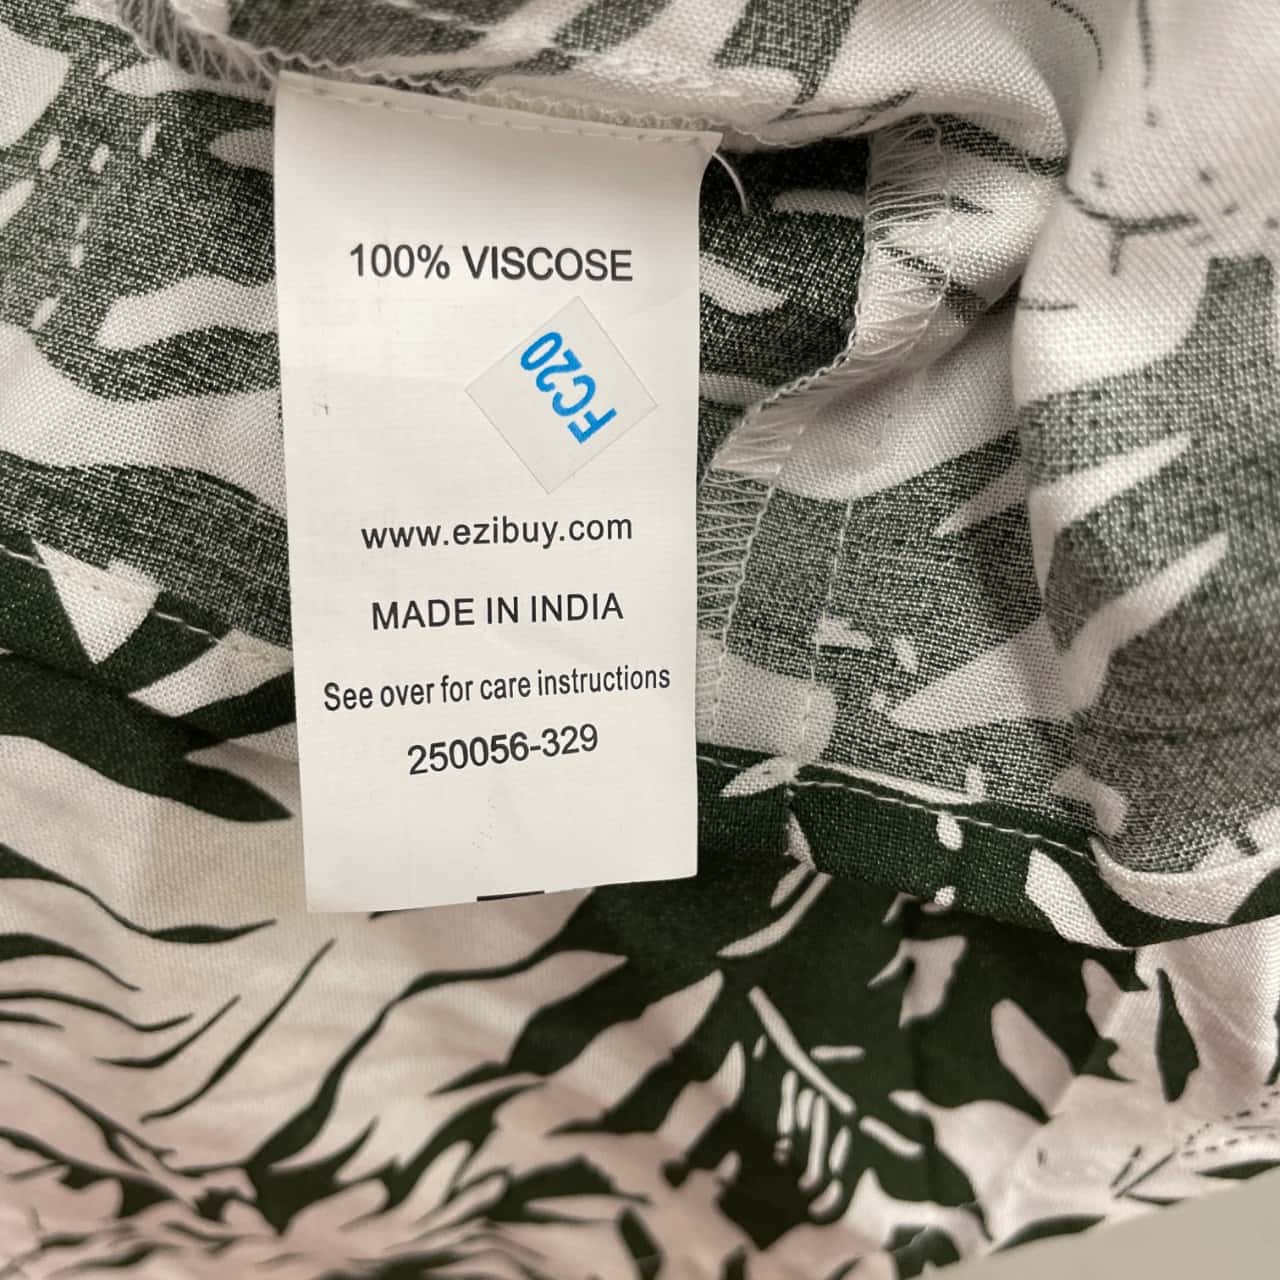 100% VISCOSE
FC20
www.ezibuy.com
MADE IN INDIA
See over for care instructions
250056-329